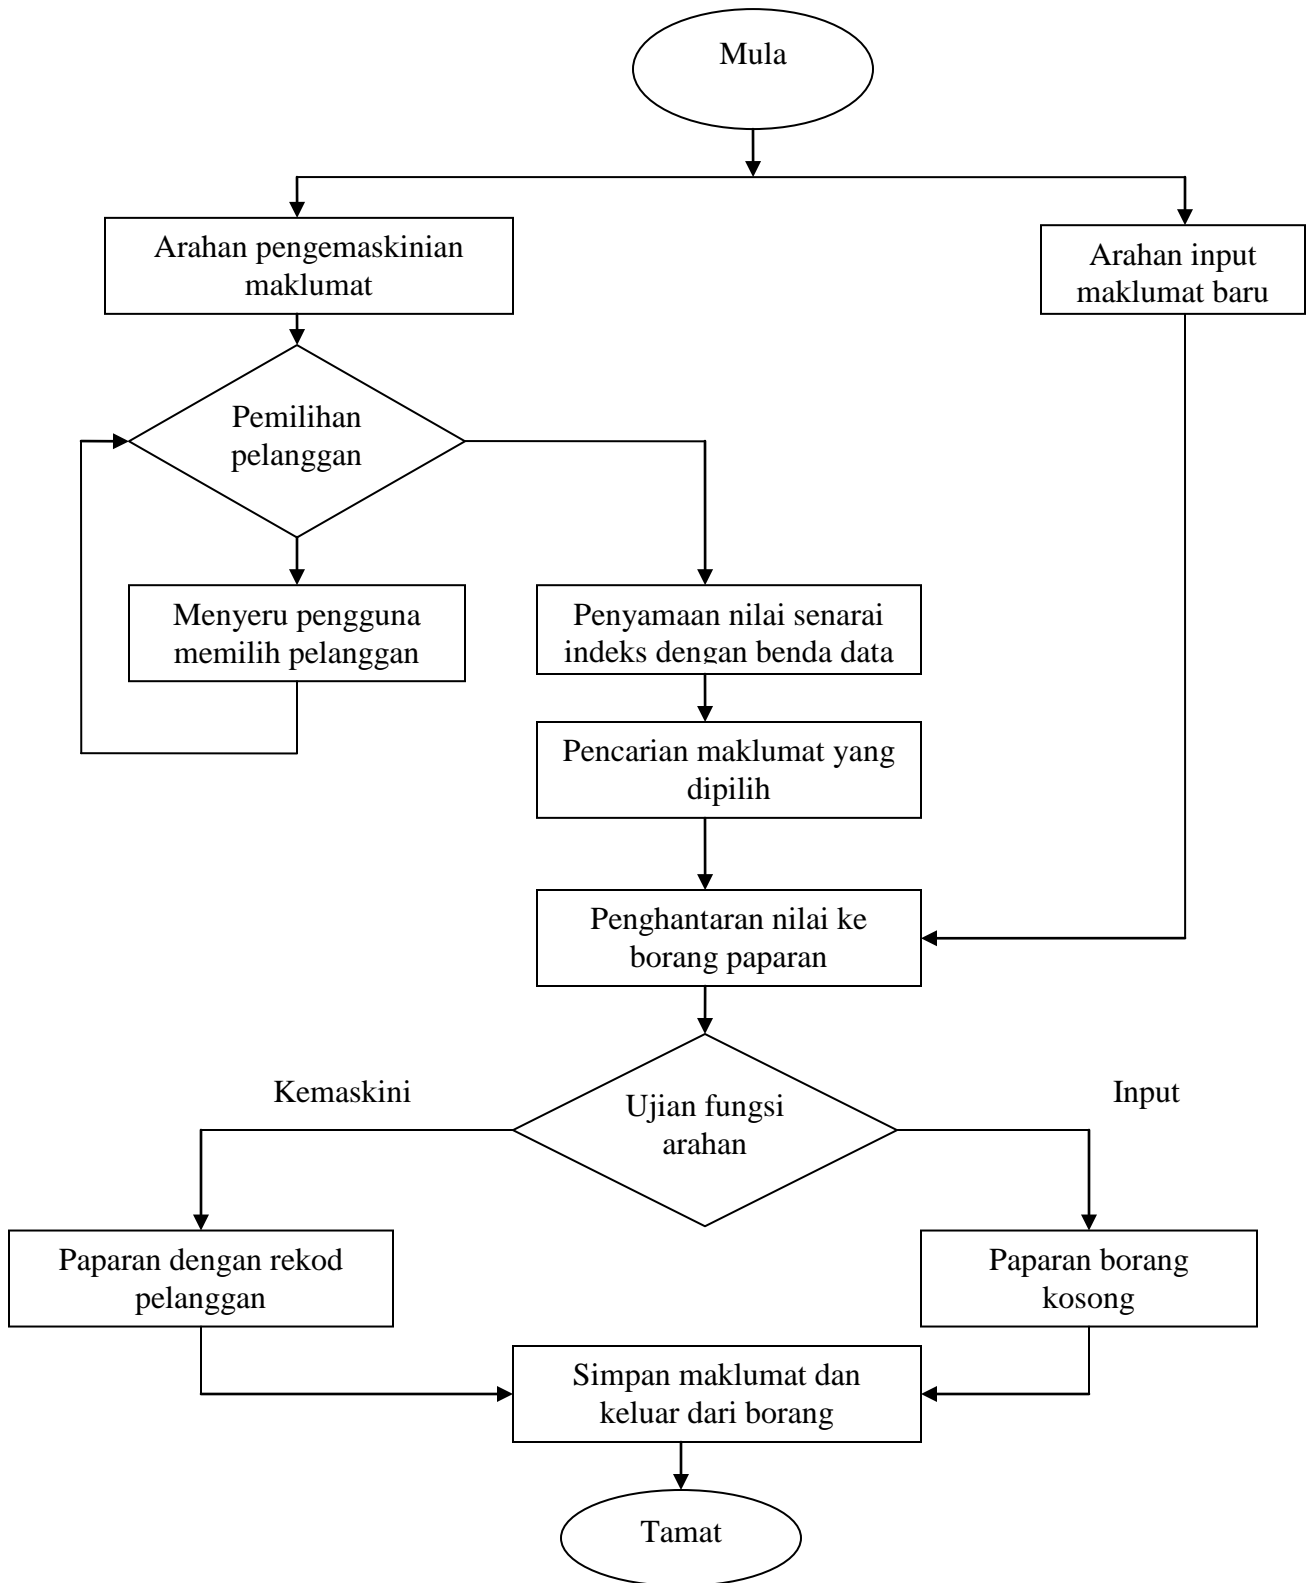 Mula
Arahan pengemaskinian
maklumat
Arahan input
maklumat baru
Pemilihan
pelanggan
Menyeru pengguna
memilih pelanggan
Penyamaan nilai senarai
indeks dengan benda data
Pencarian maklumat yang
dipilih
Penghantaran nilai ke
borang paparan
Kemaskini
Ujian fungsi
arahan
Input
Paparan dengan rekod
pelanggan
Paparan borang
kosong
Simpan maklumat dan
keluar dari borang
Tamat